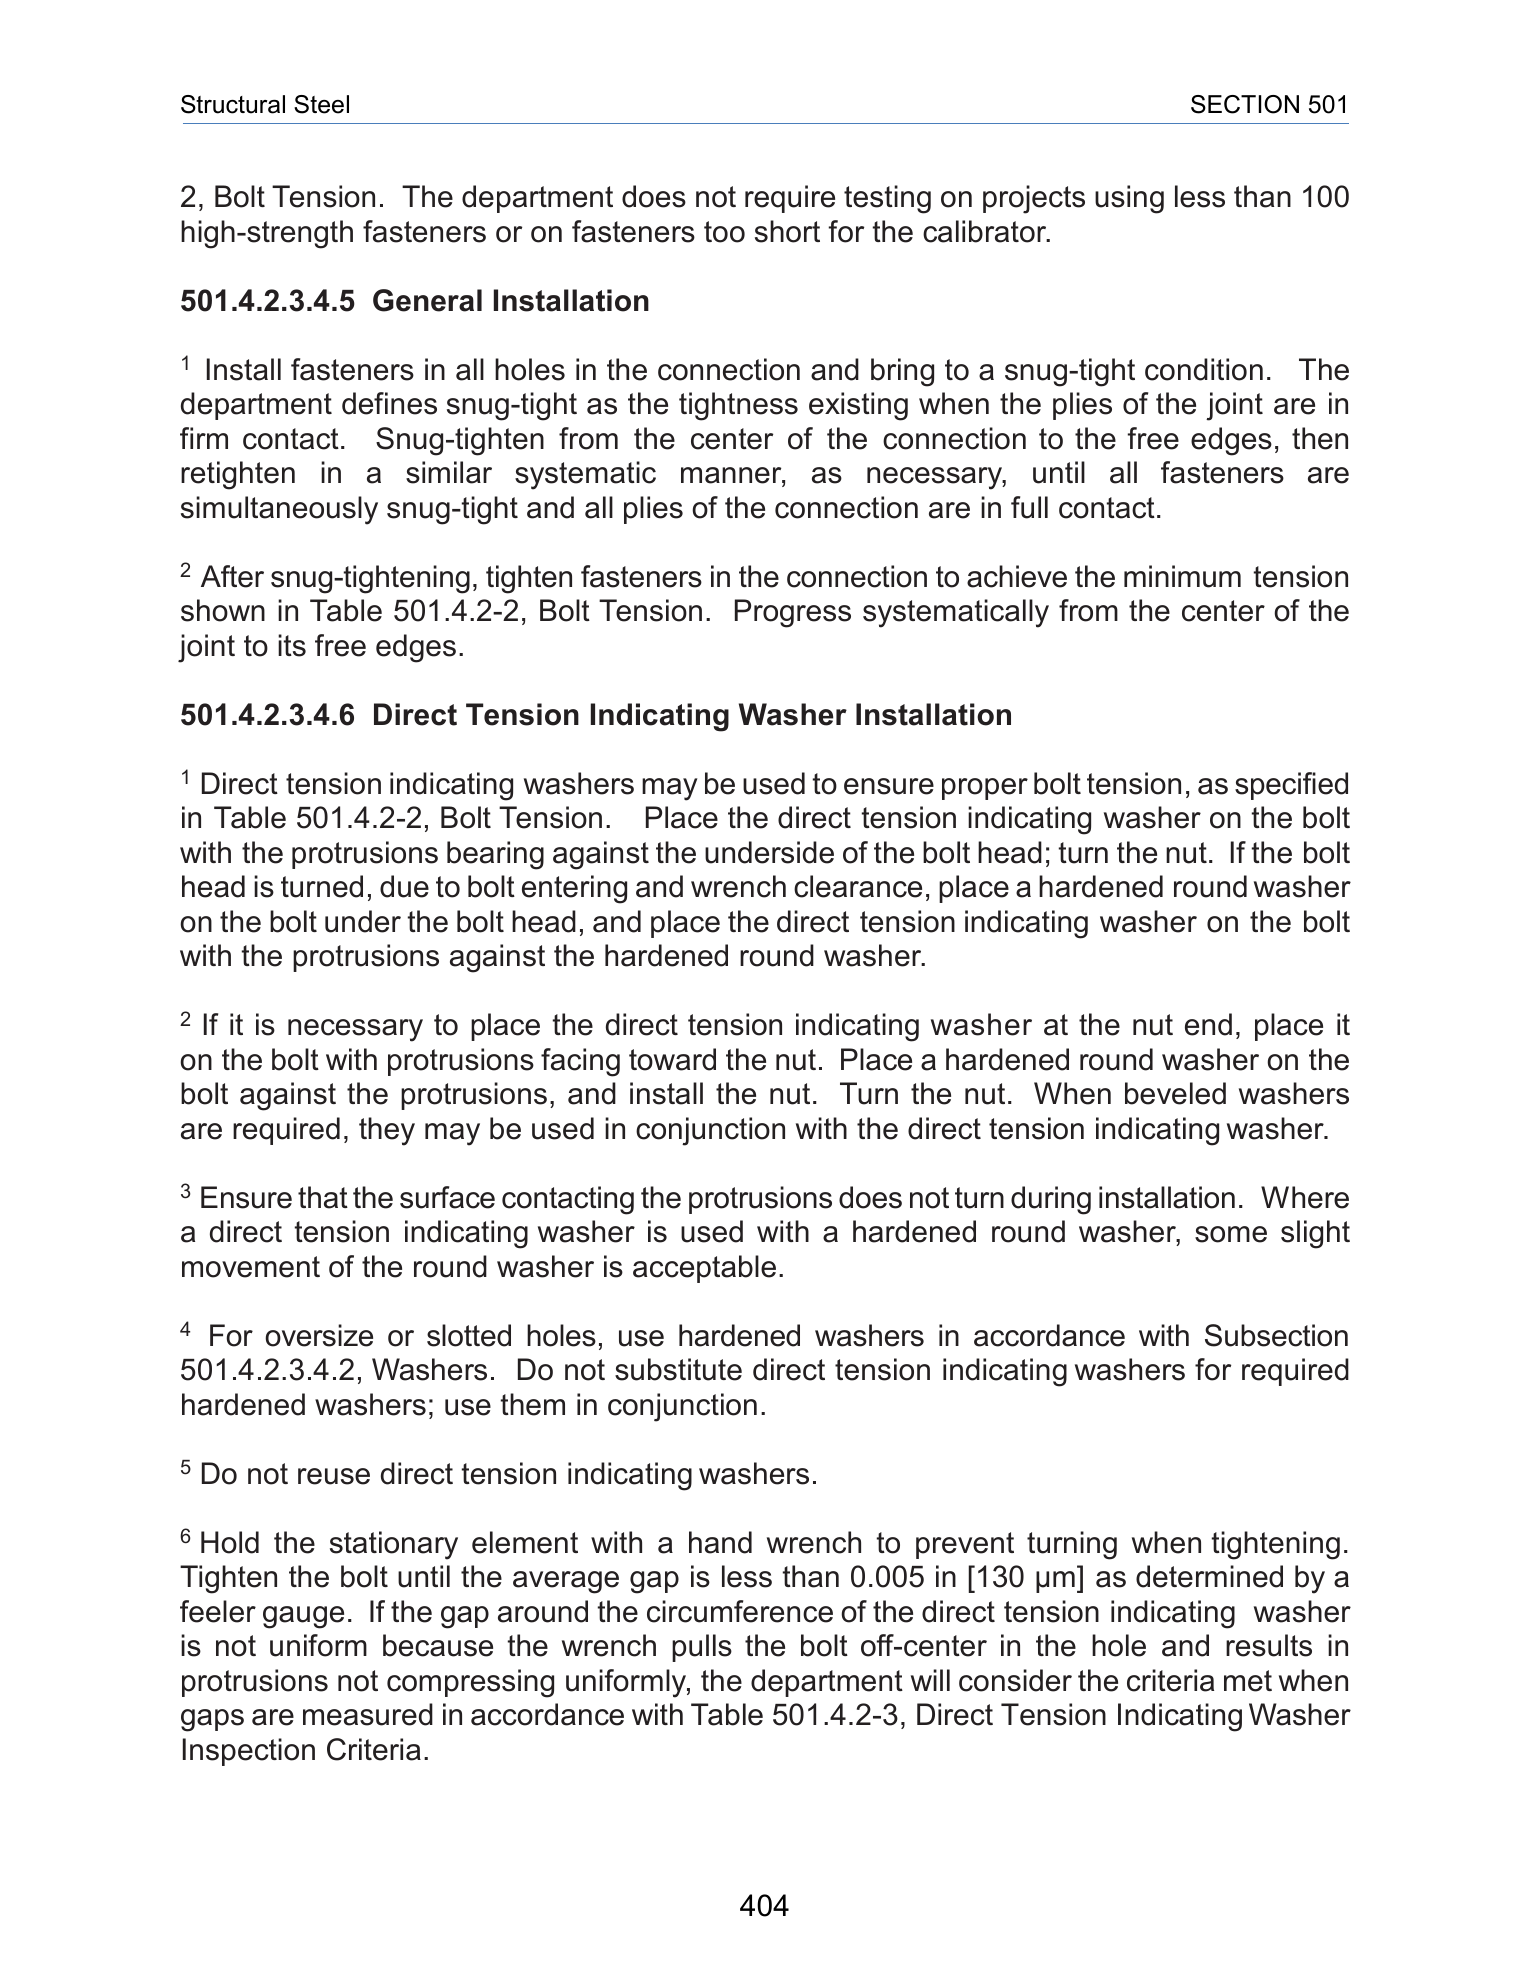 Structural Steel SECTION 501
2, Bolt Tension. The department does not require testing on projects using less than 100
high-strength fasteners or on fasteners too short for the calibrator.
501.4.2.3.4.5 General Installation
1 Install fasteners in all holes in the connection and bring to a snug-tight condition. The
department defines snug-tight as the tightness existing when the plies of the joint are in
firm contact. Snug-tighten from the center of the connection to the free edges, then
retighten in a similar systematic manner, as necessary, until all fasteners are
simultaneously snug-tight and all plies of the connection are in full contact.
2 After snug-tightening, tighten fasteners in the connection to achieve the minimum tension
shown in Table 501.4.2-2, Bolt Tension. Progress systematically from the center of the
joint to its free edges.
501.4.2.3.4.6 Direct Tension Indicating Washer Installation
1 Direct tension indicating washers may be used to ensure proper bolt tension, as specified
in Table 501.4.2-2, Bolt Tension. Place the direct tension indicating washer on the bolt
with the protrusions bearing against the underside of the bolt head; turn the nut. If the bolt
head is turned, due to bolt entering and wrench clearance, place a hardened round washer
on the bolt under the bolt head, and place the direct tension indicating washer on the bolt
with the protrusions against the hardened round washer.
2 If it is necessary to place the direct tension indicating washer at the nut end, place it
on the bolt with protrusions facing toward the nut. Place a hardened round washer on the
bolt against the protrusions, and install the nut. Turn the nut. When beveled washers
are required, they may be used in conjunction with the direct tension indicating washer.
3 Ensure that the surface contacting the protrusions does not turn during installation. Where
a direct tension indicating washer is used with a hardened round washer, some slight
movement of the round washer is acceptable.
4 For oversize or slotted holes, use hardened washers in accordance with Subsection
501.4.2.3.4.2, Washers. Do not substitute direct tension indicating washers for required
hardened washers; use them in conjunction.
5 Do not reuse direct tension indicating washers.
6 Hold the stationary element with a hand wrench to prevent turning when tightening.
Tighten the bolt until the average gap is less than 0.005 in [130 µm] as determined by a
feeler gauge. If the gap around the circumference of the direct tension indicating washer
is not uniform because the wrench pulls the bolt off-center in the hole and results in
protrusions not compressing uniformly, the department will consider the criteria met when
gaps are measured in accordance with Table 501.4.2-3, Direct Tension Indicating Washer
Inspection Criteria.
404